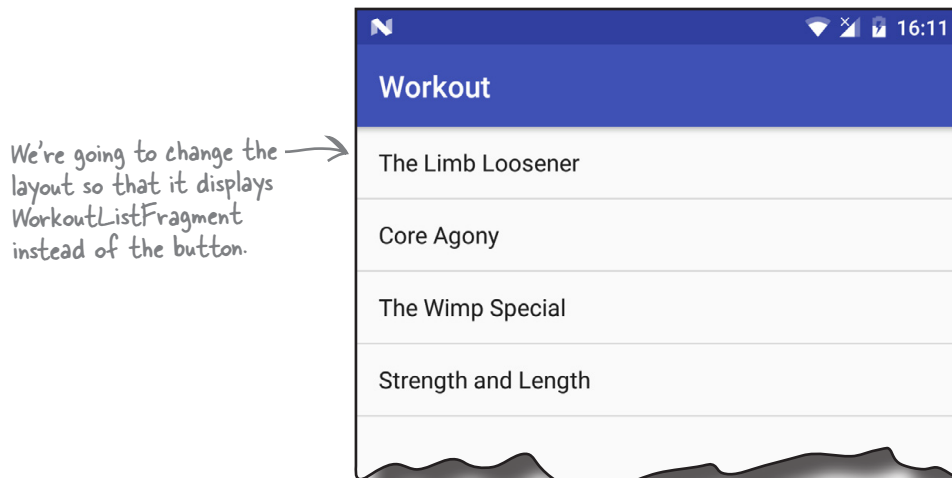 16:11
Workout
We're going to change the
layout so that it displays
WorkoutListFragment
instead of the button.
The Limb Loosener
Core Agony
The Wimp Special
Strength and Length